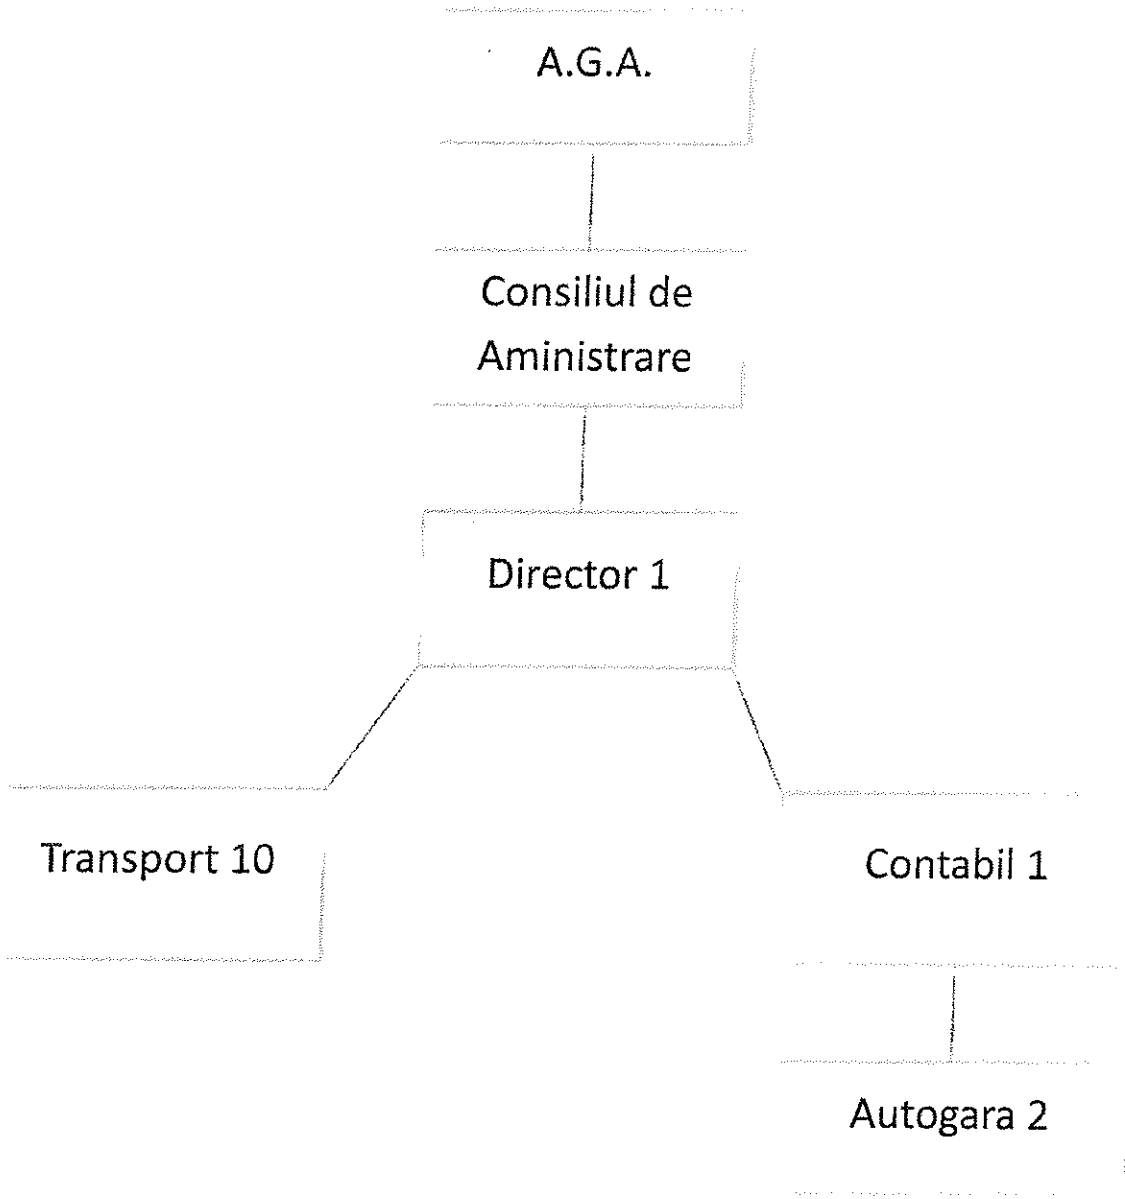 A.G.A.
Consiliul de
Aministrare
Director 1
Transport 10
Contabil 1
Autogara 2